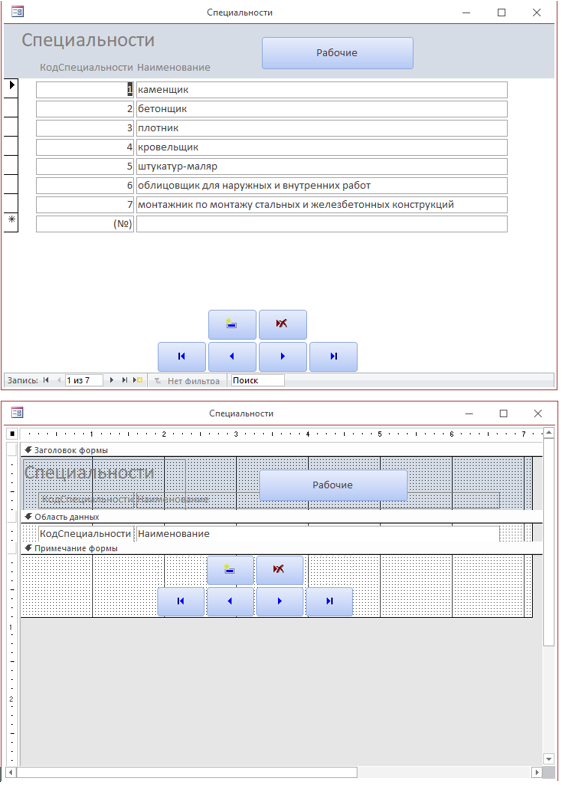 Специальности
Специальности
Рабочие
КодСпециальности Наименование
1 каменщик
2 бетонщик
3 плотник
4 кровельщик
5 штукатур-маляр
6 облицовщик для наружных и внутренних работ
7 монтажник по монтажу стальных и железбетонных конструкций
(№)
Запись: 1 из 7 Нет фильтра Поиск
Специальности
1 2 3 4 5 6 7
Заголовок формы
Специальности
Рабочие
КодСпециальности Наименование
Область данных
КодСпециальности Наименование
Примечание формы
1
2